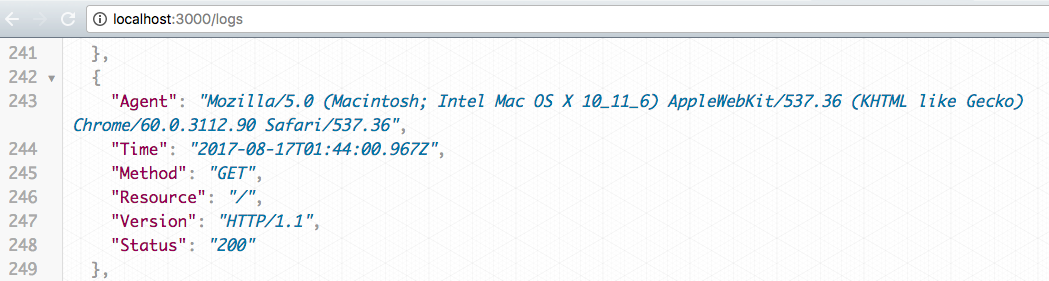 localhost:3000/logs
241 },
242 {
243 "Agent": "Mozilla/5.0 (Macintosh; Intel Mac OS X 10_11_6) AppleWebKit/537.36 (KHTML like Gecko)
Chrome/60.0.3112.90 Safari/537.36",
244 "Time": "2017-08-17T01:44:00.967Z",
245 "Method": "GET",
246 "Resource": "/",
247 "Version": "HTTP/1.1",
248 "Status": "200"
249 },